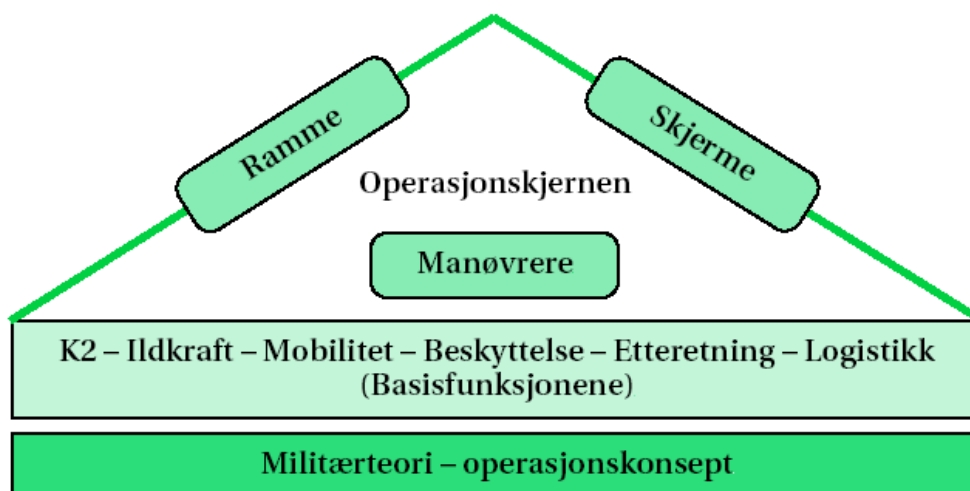 Ramme
Skjerme
Operasjonskjernen
Manøvrere
K2 – Ildkraft – Mobilitet – Beskyttelse – Etteretning – Logistikk
(Basisfunksjonene)
Militærteori – operasjonskonsept